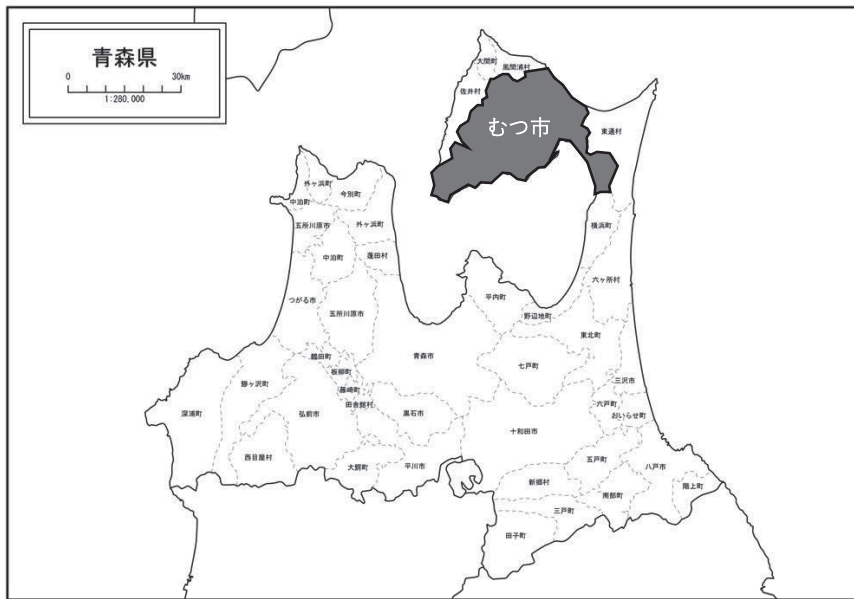 青森県
0 30km
1:280,000
大間町
風間浦村
佐井村
むつ市
東通村
外ヶ浜町
今別町
中泊町
五所川原市
外ヶ浜町
横浜町
中泊町
蓬田村
六ヶ所村
平内町
つがる市
野辺地町
五所川原市
東北町
青森市
鶴田町
七戸町
板柳町
三沢市
鰺ヶ沢町
藤崎町
六戸町
田舎館村
深浦町
弘前市
黒石市
おいらせ町
十和田市
西目屋村
五戸町
大鰐町
平川市
八戸市
新郷村
階上町
南部町
三戸町
田子町